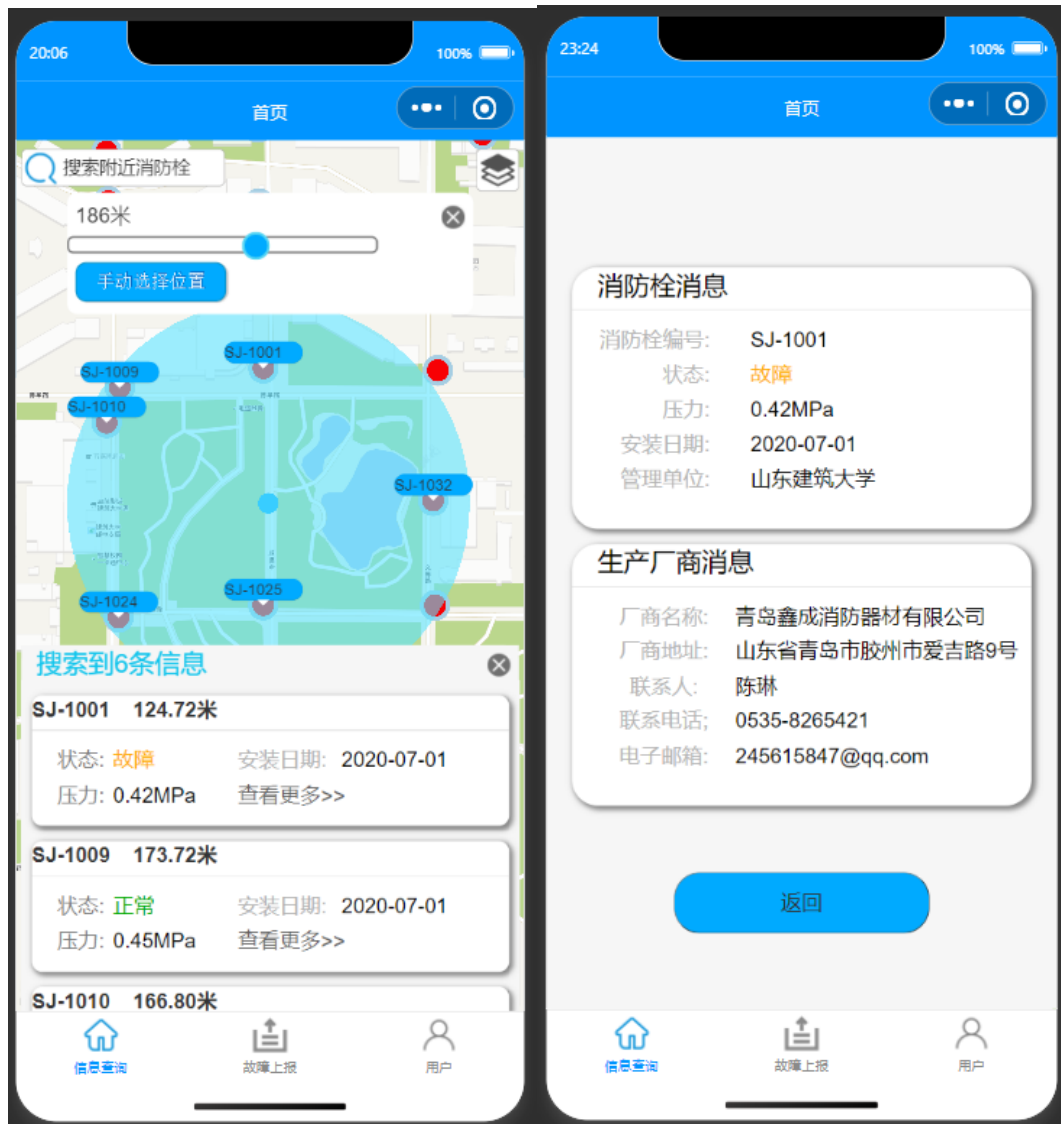 20:06
100%
首页
搜索附近消防栓
186米
手动选择位置
SJ-1001
SJ-1009
SJ-1010
SJ-1032
SJ-1025
SJ-1024
搜索到6条信息
SJ-1001 124.72米
状态: 故障 安装日期: 2020-07-01
压力: 0.42MPa 查看更多>>
SJ-1009 173.72米
状态: 正常 安装日期: 2020-07-01
压力: 0.45MPa 查看更多>>
SJ-1010 166.80米
信息查询 故障上报 用户
23:24
100%
首页
消防栓消息
消防栓编号: SJ-1001
状态: 故障
压力: 0.42MPa
安装日期: 2020-07-01
管理单位: 山东建筑大学
生产厂商消息
厂商名称: 青岛鑫成消防器材有限公司
厂商地址: 山东省青岛市胶州市爱吉路9号
联系人: 陈琳
联系电话; 0535-8265421
电子邮箱: 245615847@qq.com
返回
信息查询 故障上报 用户